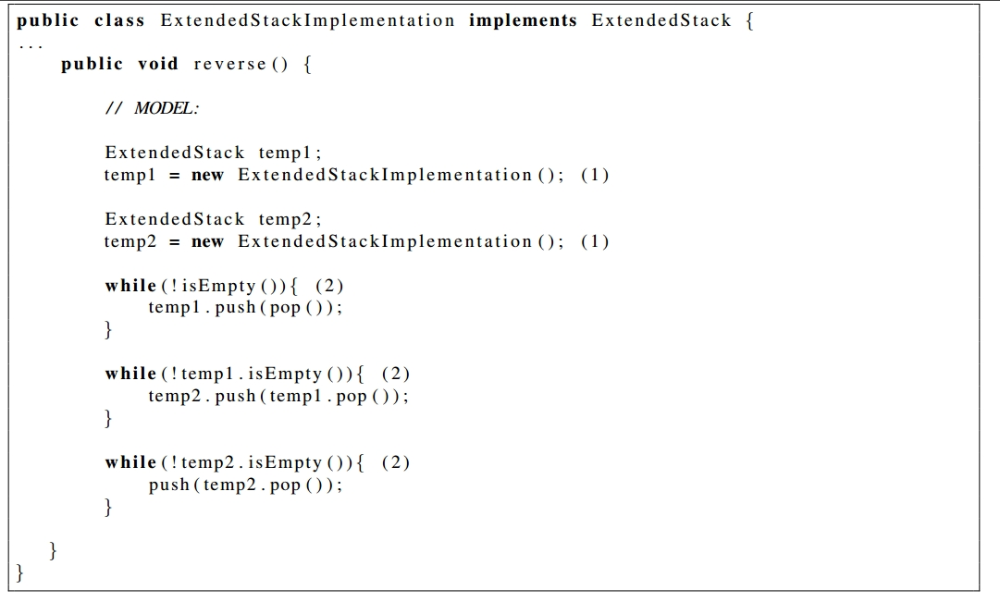 public class ExtendedStackImplementation implements ExtendedStack {
...
public void reverse() {
// MODEL:
ExtendedStack temp1;
temp1 = new ExtendedStackImplementation(); (1)
ExtendedStack temp2;
temp2 = new ExtendedStackImplementation(); (1)
while(!isEmpty()){ (2)
temp1.push(pop());
}
while(!temp1.isEmpty()){ (2)
temp2.push(temp1.pop());
}
while(!temp2.isEmpty()){ (2)
push(temp2.pop());
}
}
}